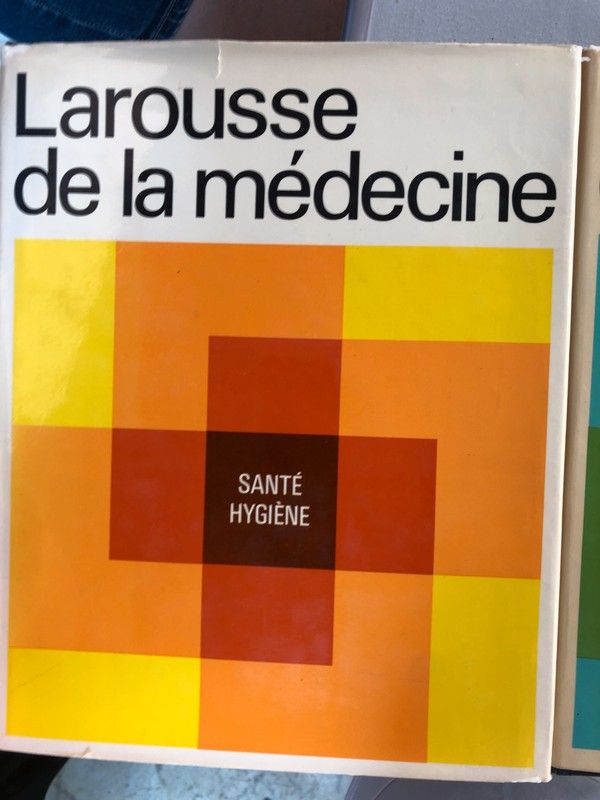 Larousse
de la médecine
SANTÉ
HYGIÈNE